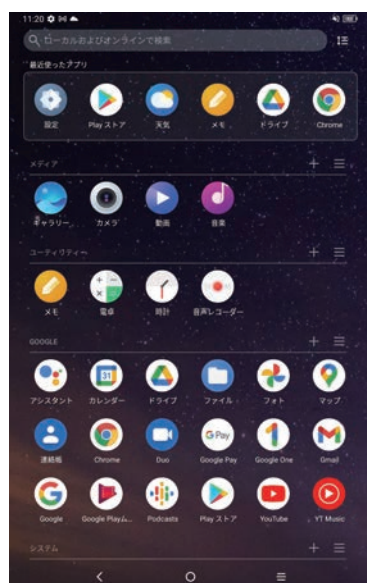 11:20
ローカルおよびオンラインで検索
最近使ったアプリ
設定 Play ストア 天気 メモ ドライブ Chrome
メディア
ギャラリー カメラ 動画 音楽
ユーティリティー
メモ 電卓 時計 音声レコーダー
GOOGLE
31
アシスタント カレンダー ドライブ ファイル フォト マップ
G Pay
連絡帳 Chrome Duo Google Pay Google One Gmail
Google Google Playム... Podcasts Play ストア YouTube YT Music
システム